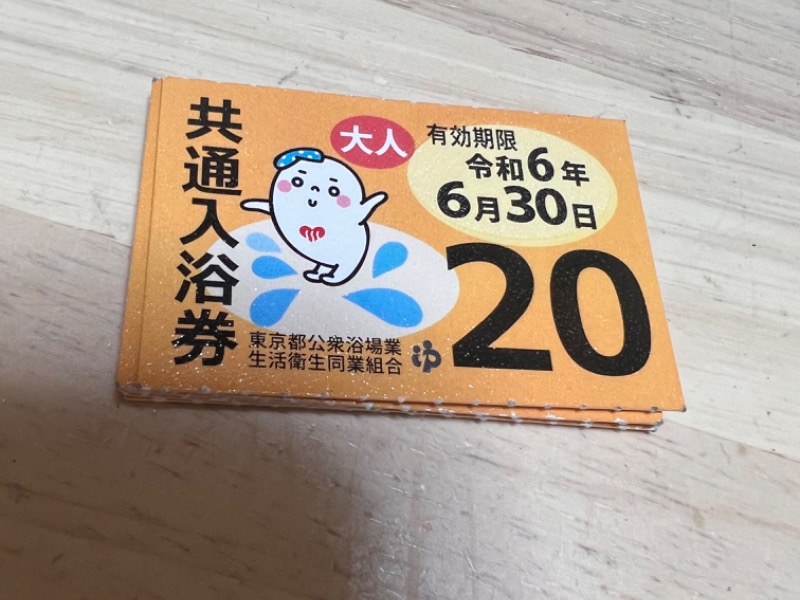 共通入浴券
大人
有効期限
令和6年
6月30日
20
東京都公衆浴場業
生活衛生同業組合
ゆ